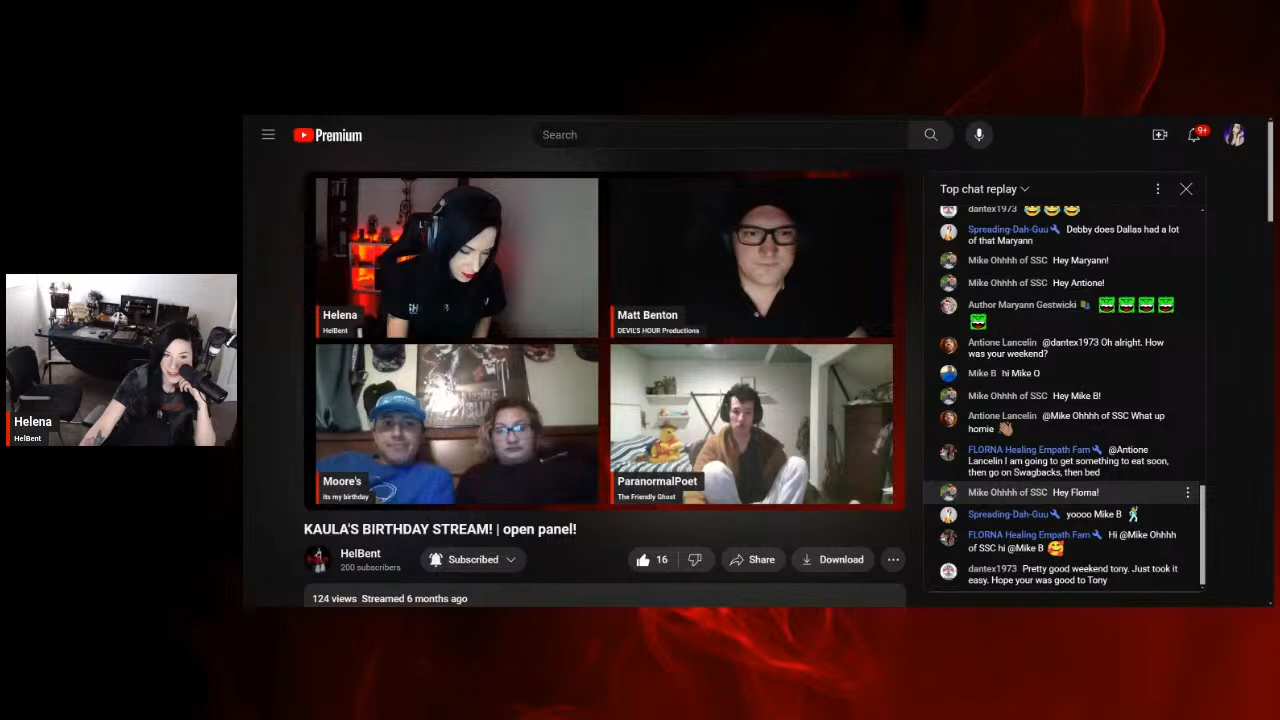 Premium
Search
9+
Helena
HelBent
Matt Benton
DEVIL'S HOUR Productions
Moore's
its my birthday
ParanormalPoet
The Friendly Ghost
Helena
HelBent
KAULA'S BIRTHDAY STREAM! | open panel!
HelBent
200 subscribers
Subscribed
16
Share
Download
124 views Streamed 6 months ago
Top chat replay
dantex1973 😂😂😂
Spreading-Dah-Guu Debby does Dallas had a lot
of that Maryann
Mike Ohhhh of SSC Hey Maryann!
Mike Ohhhh of SSC Hey Antione!
Author Maryann Gestwicki
Antione Lancelin @dantex1973 Oh alright. How
was your weekend?
Mike B hi Mike O
Mike Ohhhh of SSC Hey Mike B!
Antione Lancelin @Mike Ohhhh of SSC What up
homie 👋🏽
FLORNA Healing Empath Fam @Antione
Lancelin I am going to get something to eat soon,
then go on Swagbacks, then bed
Mike Ohhhh of SSC Hey Florna!
Spreading-Dah-Guu yoooo Mike B
FLORNA Healing Empath Fam Hi @Mike Ohhhh
of SSC hi @Mike B 🥰
dantex1973 Pretty good weekend tony. Just took it
easy. Hope your was good to Tony